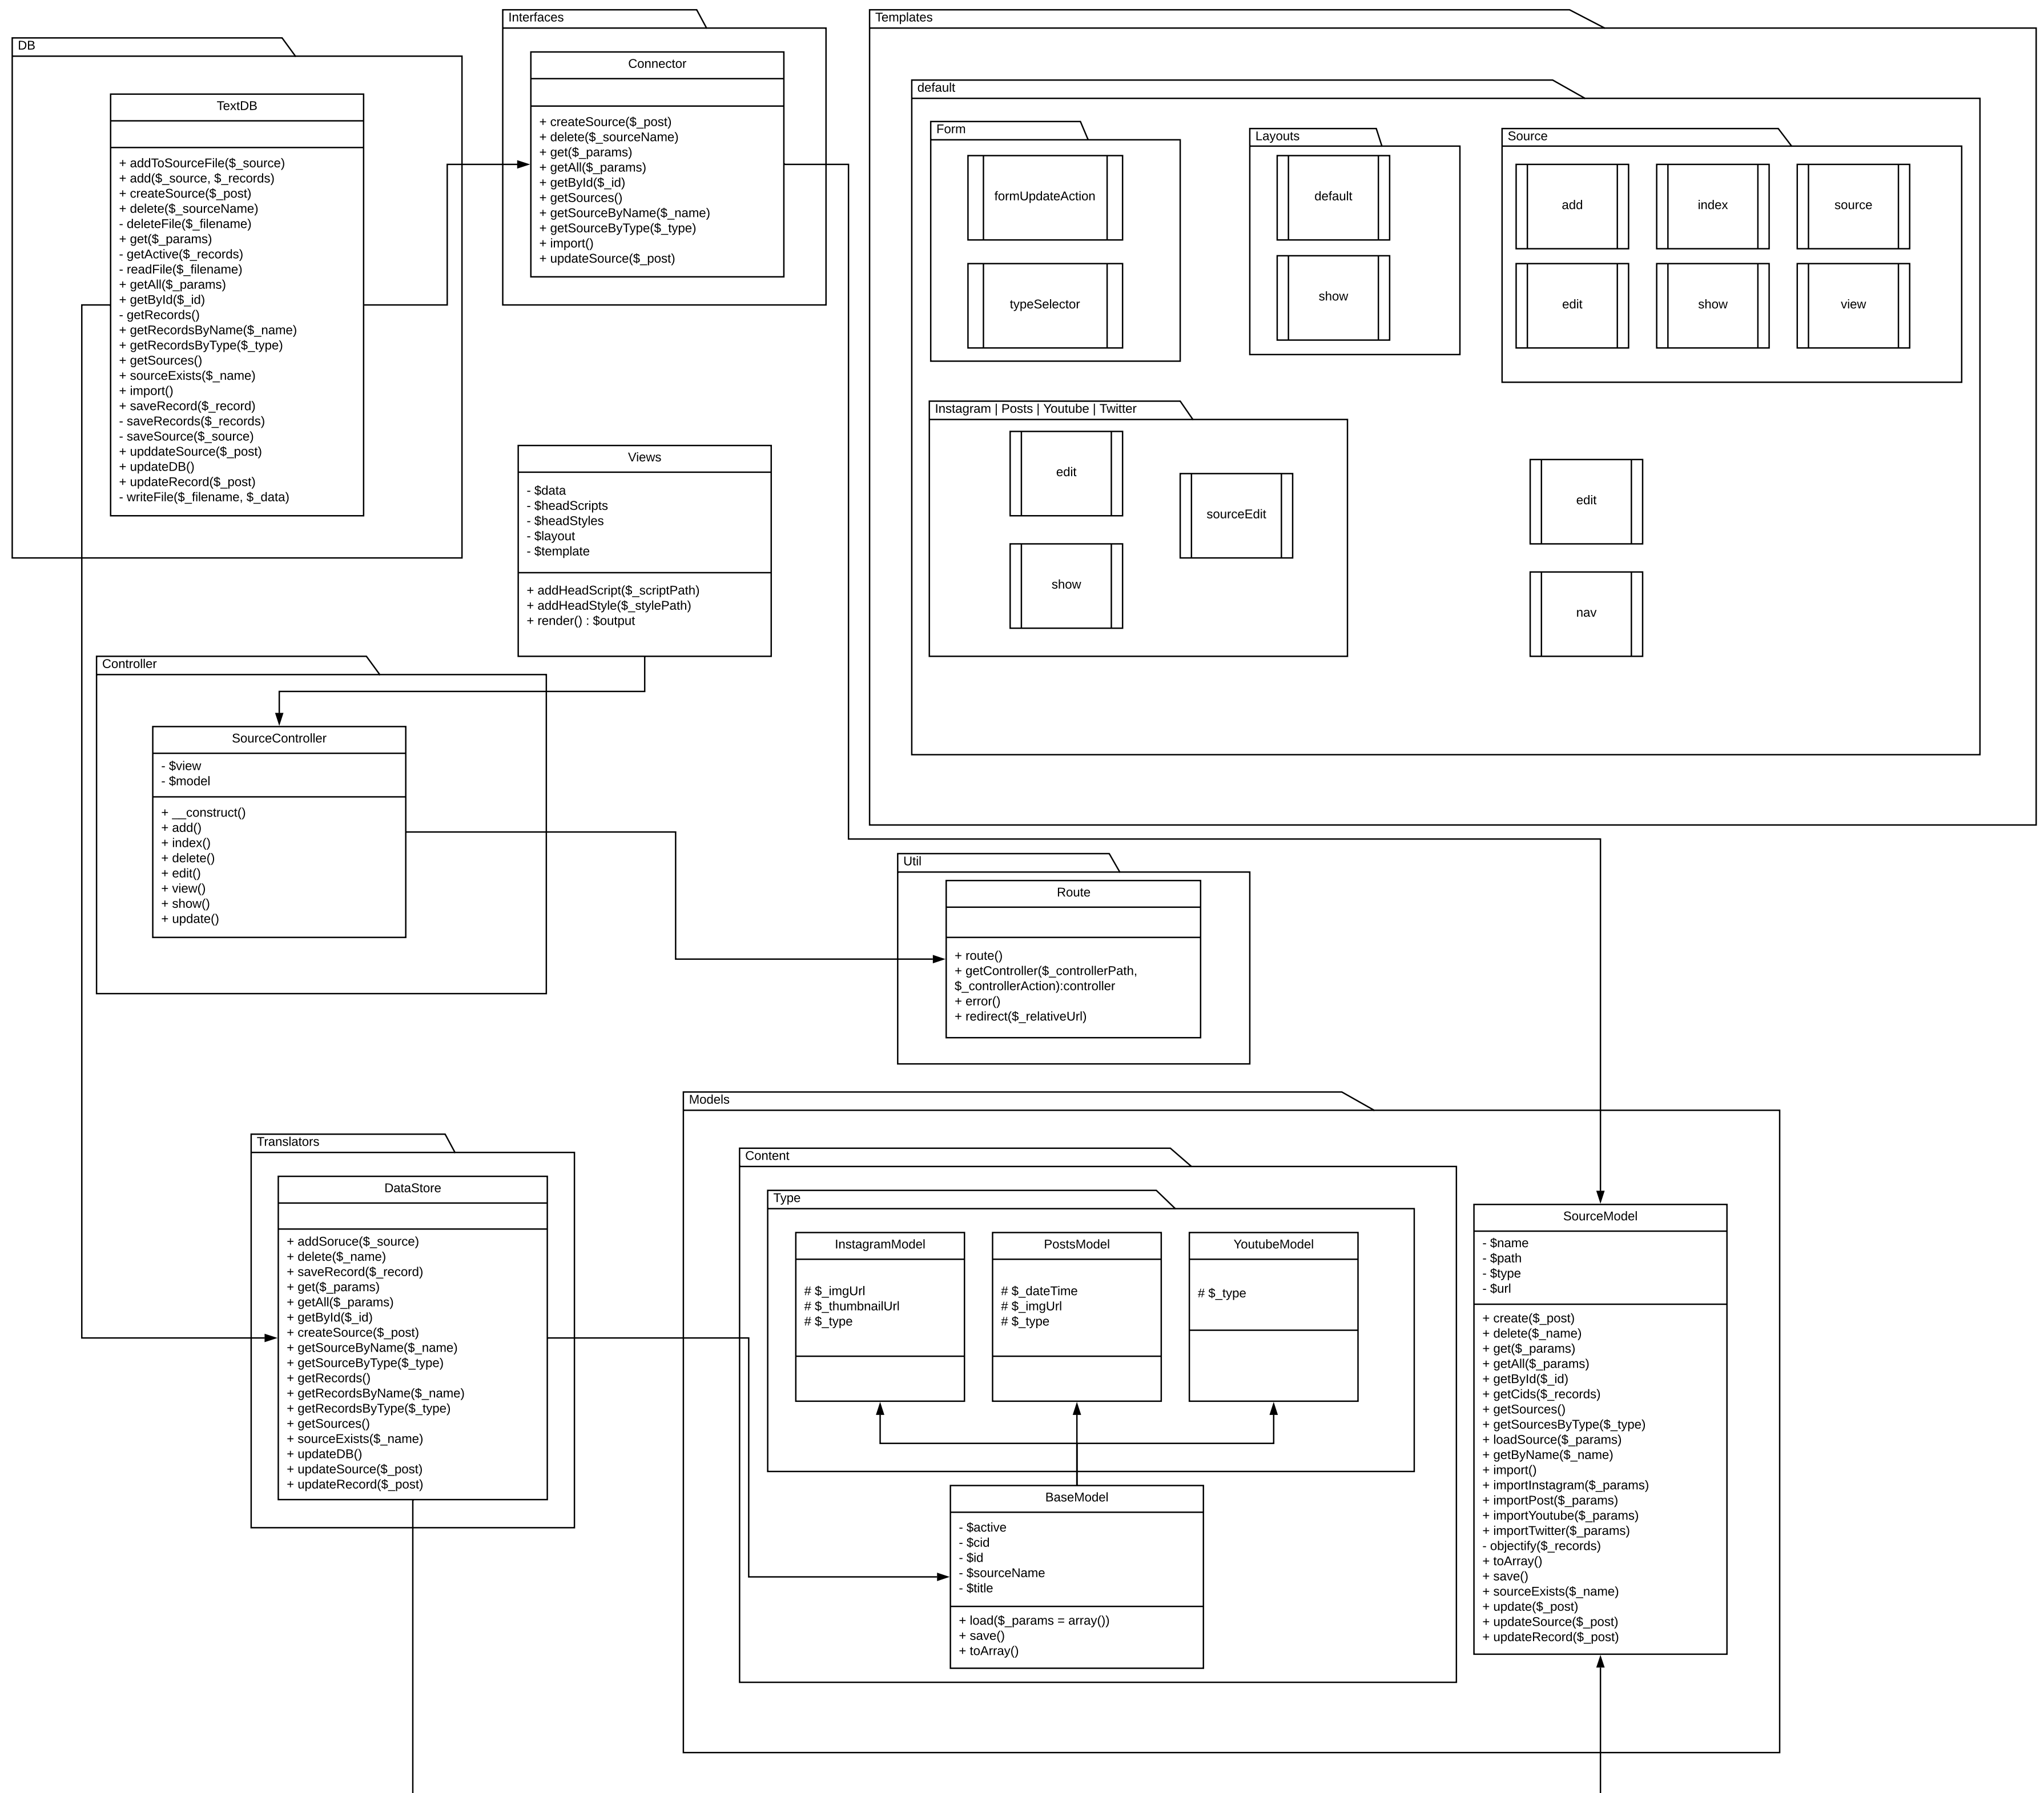 DB
TextDB
+ addToSourceFile($_source)
+ add($_source, $_records)
+ createSource($_post)
+ delete($_sourceName)
- deleteFile($_filename)
+ get($_params)
- getActive($_records)
- readFile($_filename)
+ getAll($_params)
+ getById($_id)
- getRecords()
+ getRecordsByName($_name)
+ getRecordsByType($_type)
+ getSources()
+ sourceExists($_name)
+ import()
+ saveRecord($_record)
- saveRecords($_records)
- saveSource($_source)
+ upddateSource($_post)
+ updateDB()
+ updateRecord($_post)
- writeFile($_filename, $_data)
Interfaces
Connector
+ createSource($_post)
+ delete($_sourceName)
+ get($_params)
+ getAll($_params)
+ getById($_id)
+ getSources()
+ getSourceByName($_name)
+ getSourceByType($_type)
+ import()
+ updateSource($_post)
Templates
default
Form
formUpdateAction
typeSelector
Layouts
default
show
Source
add
index
source
edit
show
view
Instagram | Posts | Youtube | Twitter
edit
sourceEdit
show
edit
nav
Views
- $data
- $headScripts
- $headStyles
- $layout
- $template
+ addHeadScript($_scriptPath)
+ addHeadStyle($_stylePath)
+ render() : $output
Controller
SourceController
- $view
- $model
+ __construct()
+ add()
+ index()
+ delete()
+ edit()
+ view()
+ show()
+ update()
Util
Route
+ route()
+ getController($_controllerPath,
$_controllerAction):controller
+ error()
+ redirect($_relativeUrl)
Translators
DataStore
+ addSoruce($_source)
+ delete($_name)
+ saveRecord($_record)
+ get($_params)
+ getAll($_params)
+ getById($_id)
+ createSource($_post)
+ getSourceByName($_name)
+ getSourceByType($_type)
+ getRecords()
+ getRecordsByName($_name)
+ getRecordsByType($_type)
+ getSources()
+ sourceExists($_name)
+ updateDB()
+ updateSource($_post)
+ updateRecord($_post)
Models
Content
Type
InstagramModel
# $_imgUrl
# $_thumbnailUrl
# $_type
PostsModel
# $_dateTime
# $_imgUrl
# $_type
YoutubeModel
# $_type
BaseModel
- $active
- $cid
- $id
- $sourceName
- $title
+ load($_params = array())
+ save()
+ toArray()
SourceModel
- $name
- $path
- $type
- $url
+ create($_post)
+ delete($_name)
+ get($_params)
+ getAll($_params)
+ getById($_id)
+ getCids($_records)
+ getSources()
+ getSourcesByType($_type)
+ loadSource($_params)
+ getByName($_name)
+ import()
+ importInstagram($_params)
+ importPost($_params)
+ importYoutube($_params)
+ importTwitter($_params)
- objectify($_records)
+ toArray()
+ save()
+ sourceExists($_name)
+ update($_post)
+ updateSource($_post)
+ updateRecord($_post)